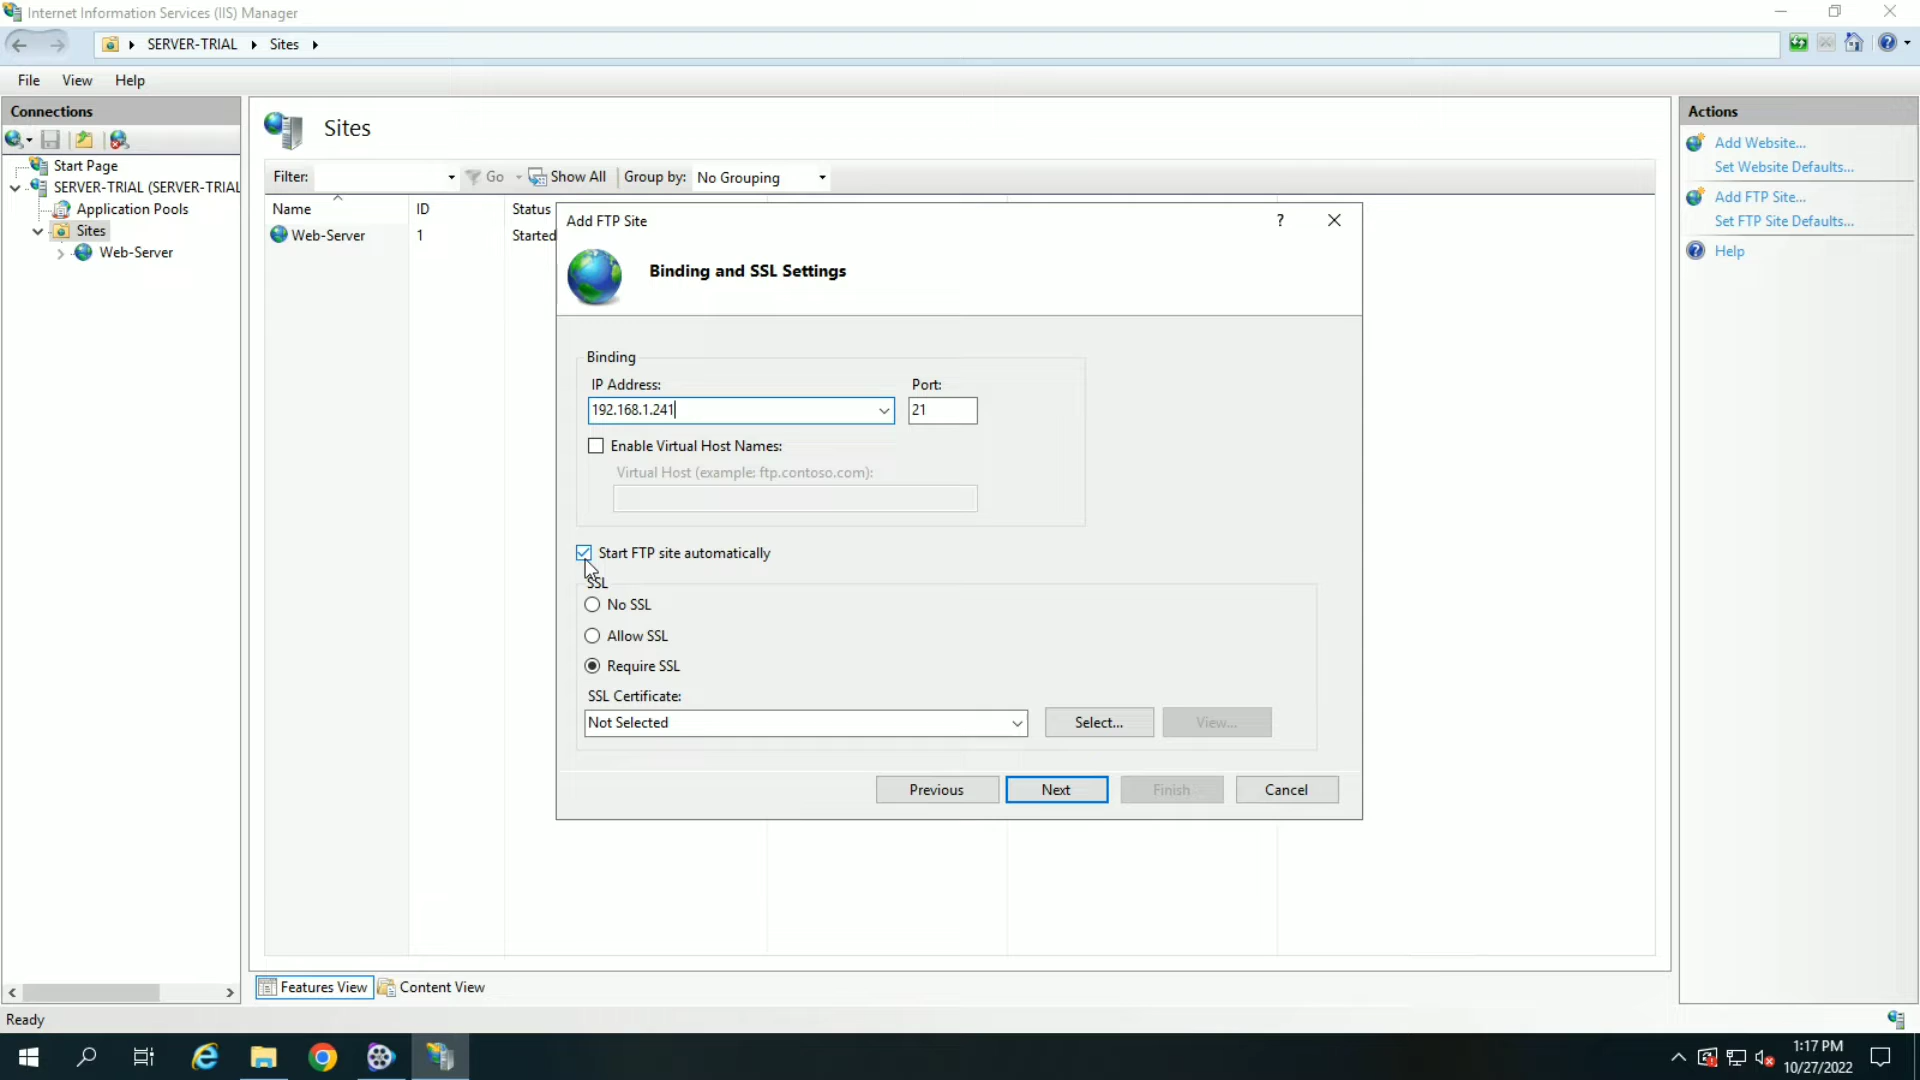 Internet Information Services (IIS) Manager
SERVER-TRIAL Sites
File View Help
Connections
Start Page
SERVER-TRIAL (SERVER-TRIAL
Application Pools
Sites
Web-Server
Sites
Filter: Go Show All Group by: No Grouping
Name ID Status
Web-Server 1 Started
Add FTP Site ?
Binding and SSL Settings
Binding
IP Address: Port:
192.168.1.241 21
Enable Virtual Host Names:
Virtual Host (example: ftp.contoso.com):
Start FTP site automatically
SSL
No SSL
Allow SSL
Require SSL
SSL Certificate:
Not Selected Select... View...
Previous Next Finish Cancel
Actions
Add Website...
Set Website Defaults...
Add FTP Site...
Set FTP Site Defaults...
Help
Features View Content View
Ready
1:17 PM
10/27/2022